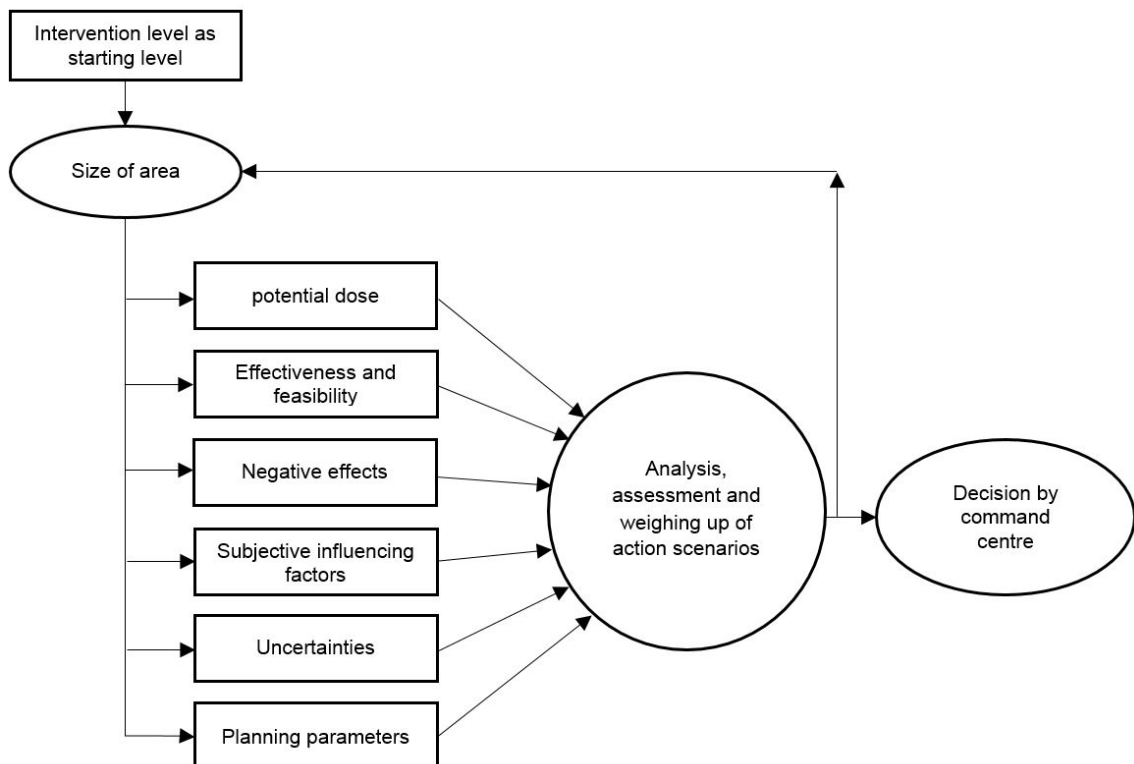 Intervention level as
starting level
Size of area
potential dose
Effectiveness and
feasibility
Negative effects
Subjective influencing
factors
Uncertainties
Planning parameters
Analysis,
assessment and
weighing up of
action scenarios
Decision by
command
centre